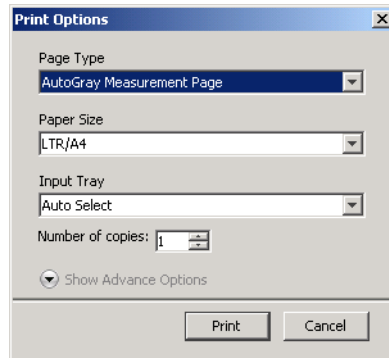 Print Options
Page Type
AutoGray Measurement Page
Paper Size
LTR/A4
Input Tray
Auto Select
Number of copies: 1
Show Advance Options
Print Cancel